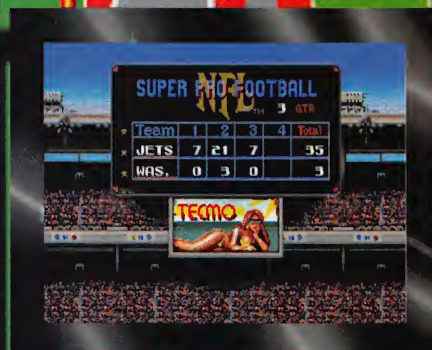 SUPER PRO FOOTBALL
NFL TM 3 QTR
Team 1 2 3 4 Total
JETS 7 21 7 35
WAS. 0 3 0 3
TECMO